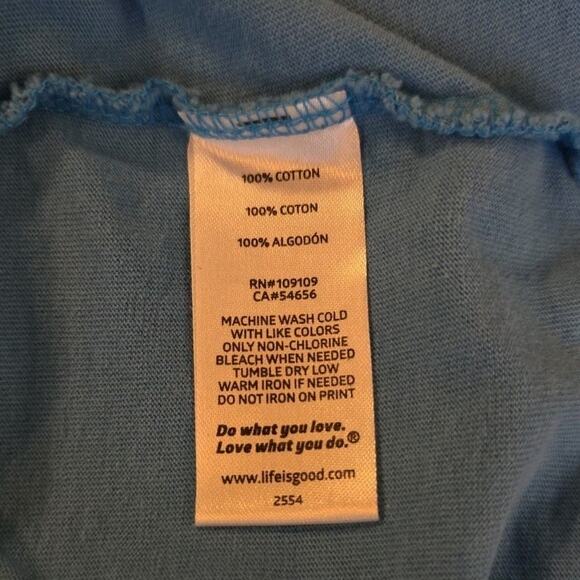 100% COTTON
100% COTON
100% ALGODÓN
RN#109109
CA#54656
MACHINE WASH COLD
WITH LIKE COLORS
ONLY NON-CHLORINE
BLEACH WHEN NEEDED
TUMBLE DRY LOW
WARM IRON IF NEEDED
DO NOT IRON ON PRINT
Do what you love.
Love what you do.®
www.lifeisgood.com
2554